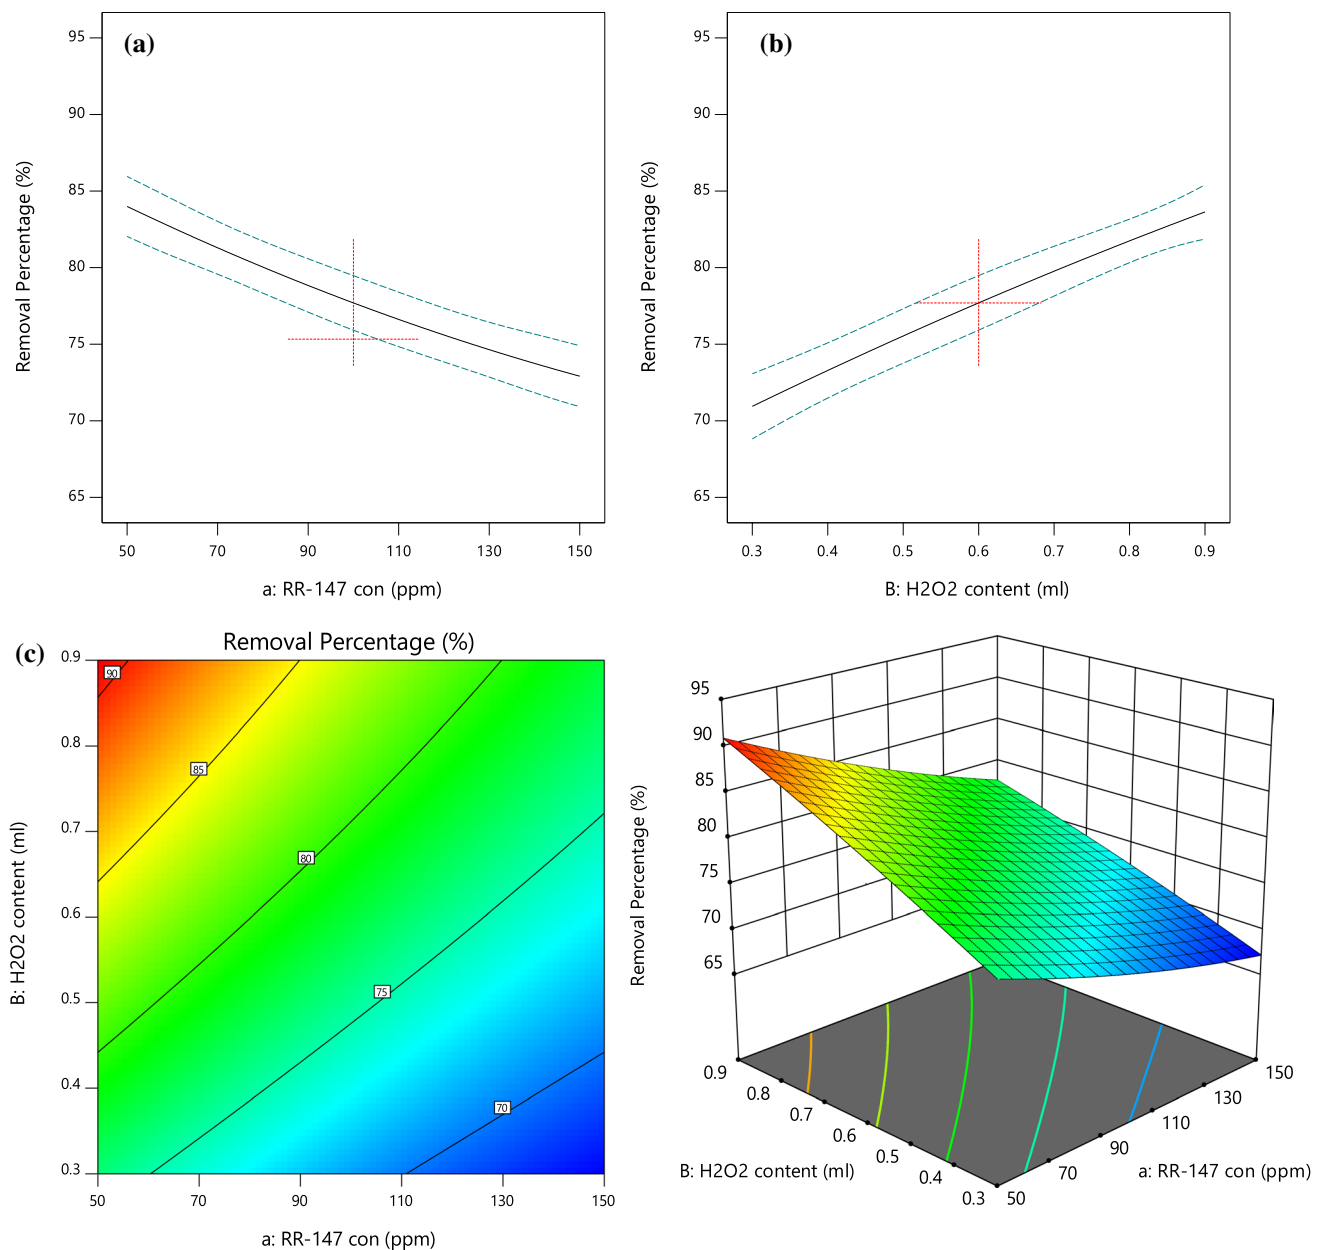 (a)
95
90
85
80
75
70
65
Removal Percentage (%)
50 70 90 110 130 150
a: RR-147 con (ppm)
(b)
95
90
85
80
75
70
65
Removal Percentage (%)
0.3 0.4 0.5 0.6 0.7 0.8 0.9
B: H2O2 content (ml)
(c)
Removal Percentage (%)
0.9
0.8
0.7
0.6
0.5
0.4
0.3
B: H2O2 content (ml)
90
85
80
75
70
50 70 90 110 130 150
a: RR-147 con (ppm)
95
90
85
80
75
70
65
Removal Percentage (%)
0.9
0.8
0.7
0.6
0.5
0.4
0.3
B: H2O2 content (ml)
150
130
110
90
70
50
a: RR-147 con (ppm)